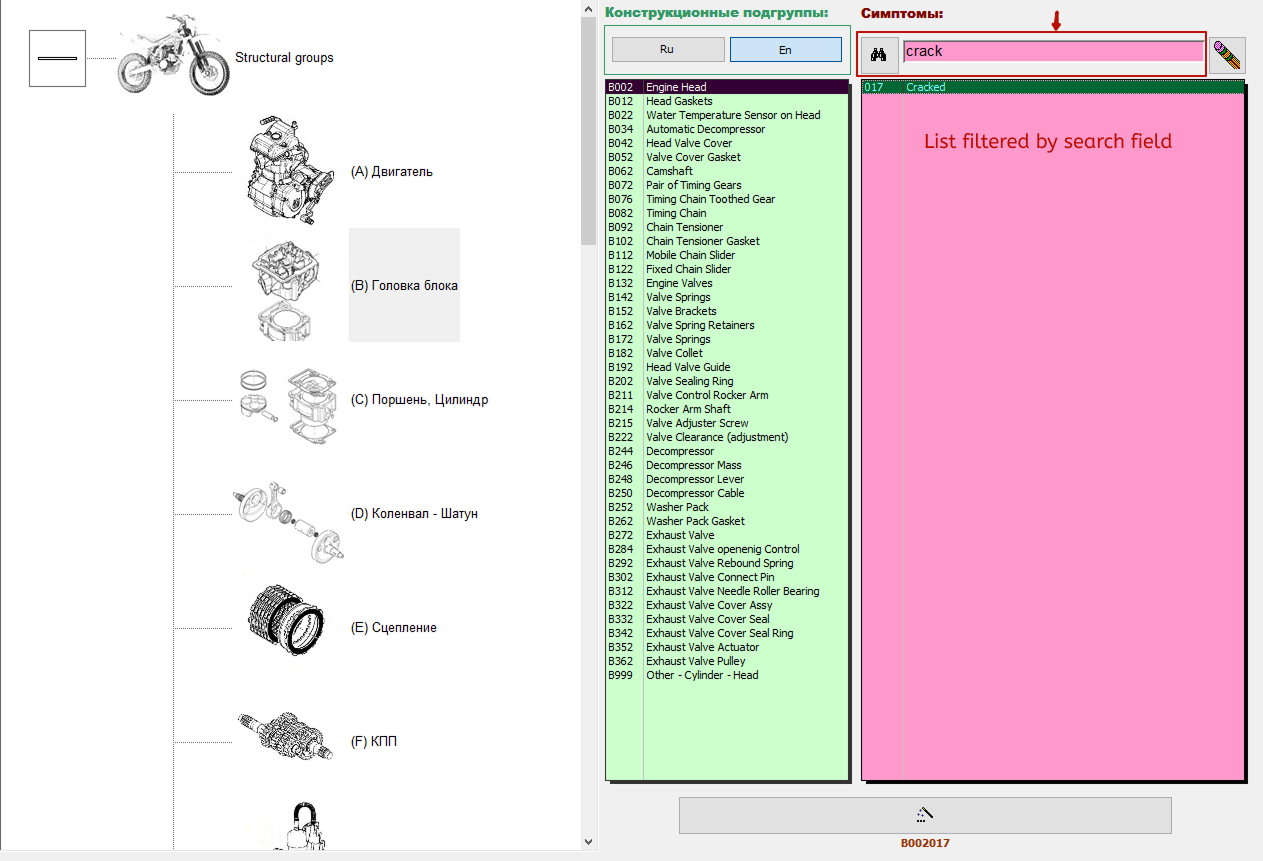 Structural groups
(A) Двигатель
(B) Головка блока
(C) Поршень, Цилиндр
(D) Коленвал - Шатун
(E) Сцепление
(F) КПП
Конструкционные подгруппы:
Ru En
B002 Engine Head
B012 Head Gaskets
B022 Water Temperature Sensor on Head
B034 Automatic Decompressor
B042 Head Valve Cover
B052 Valve Cover Gasket
B062 Camshaft
B072 Pair of Timing Gears
B076 Timing Chain Toothed Gear
B082 Timing Chain
B092 Chain Tensioner
B102 Chain Tensioner Gasket
B112 Mobile Chain Slider
B122 Fixed Chain Slider
B132 Engine Valves
B142 Valve Springs
B152 Valve Brackets
B162 Valve Spring Retainers
B172 Valve Springs
B182 Valve Collet
B192 Head Valve Guide
B202 Valve Sealing Ring
B211 Valve Control Rocker Arm
B214 Rocker Arm Shaft
B215 Valve Adjuster Screw
B222 Valve Clearance (adjustment)
B244 Decompressor
B246 Decompressor Mass
B248 Decompressor Lever
B250 Decompressor Cable
B252 Washer Pack
B262 Washer Pack Gasket
B272 Exhaust Valve
B284 Exhaust Valve openenig Control
B292 Exhaust Valve Rebound Spring
B302 Exhaust Valve Connect Pin
B312 Exhaust Valve Needle Roller Bearing
B322 Exhaust Valve Cover Assy
B332 Exhaust Valve Cover Seal
B342 Exhaust Valve Cover Seal Ring
B352 Exhaust Valve Actuator
B362 Exhaust Valve Pulley
B999 Other - Cylinder - Head
Симптомы:
crack
017 Cracked
List filtered by search field
B002017